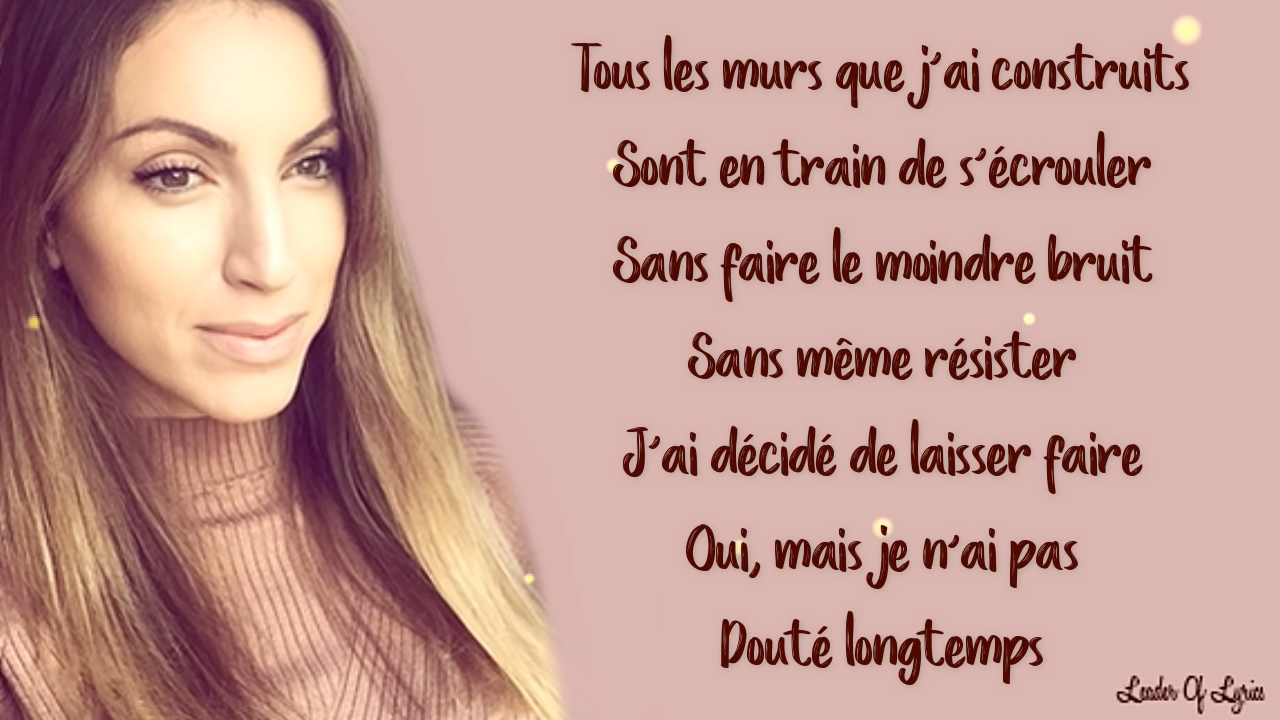 Tous les murs que j'ai construits
Sont en train de s'écrouler
Sans faire le moindre bruit
Sans même résister
J'ai décidé de laisser faire
Oui, mais je n'ai pas
Douté longtemps
Leader Of Lyrics